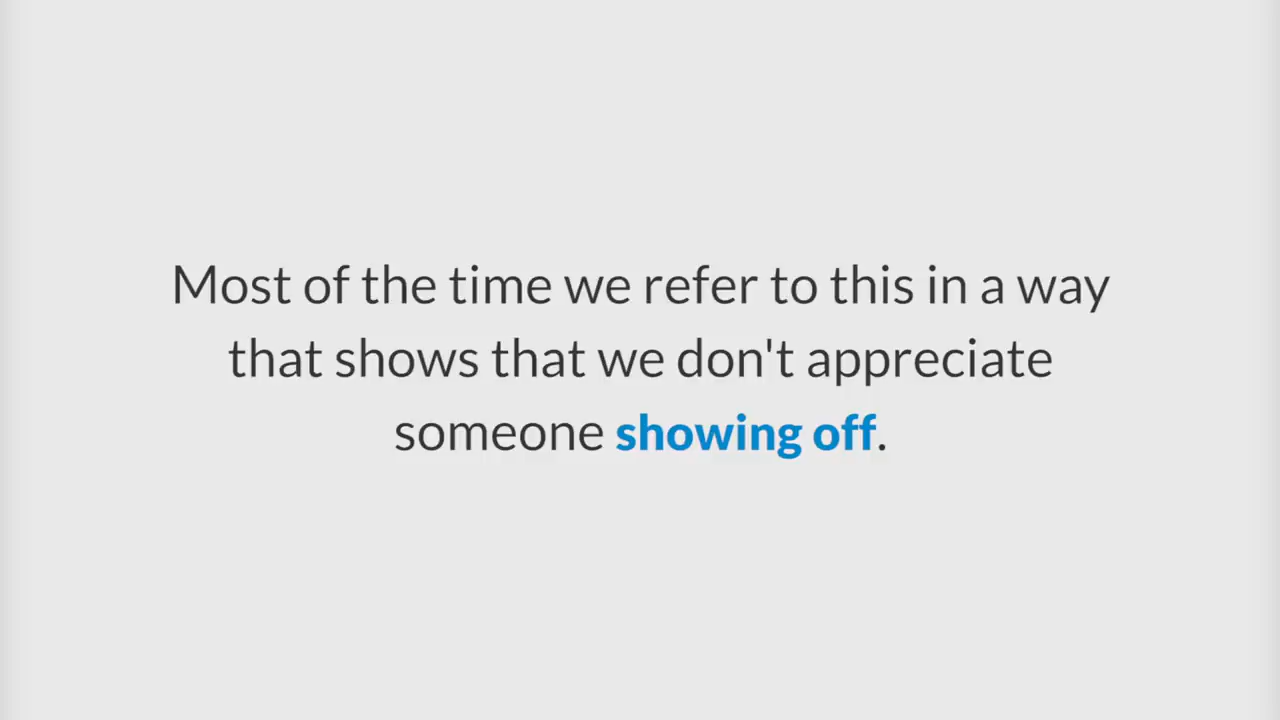 Most of the time we refer to this in a way
that shows that we don't appreciate
someone showing off.